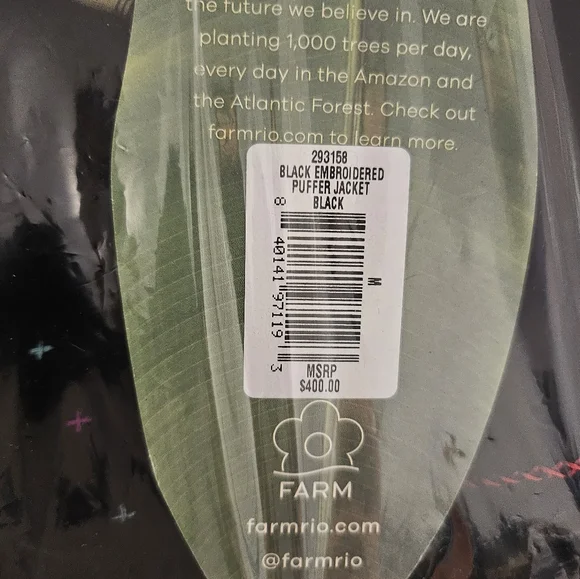 the future we believe in. We are
planting 1,000 trees per day,
every day in the Amazon and
the Atlantic Forest. Check out
farmrio.com to learn more.
293158
BLACK EMBROIDERED
PUFFER JACKET
BLACK
8 40141 97119 3
M
MSRP
$400.00
FARM
farmrio.com
@farmrio